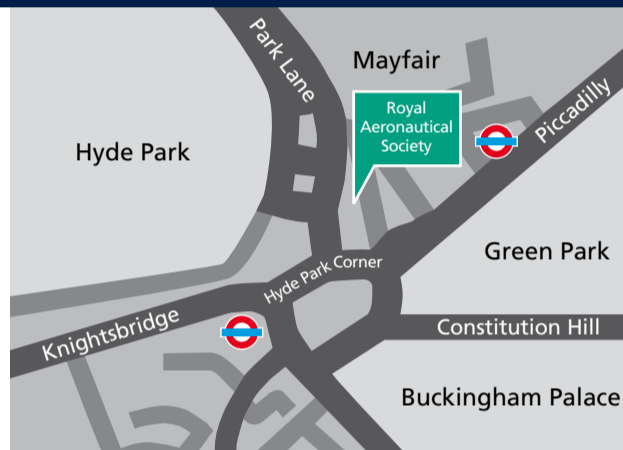 Park Lane
Mayfair
Royal
Aeronautical
Society
Piccadilly
Hyde Park
Green Park
Hyde Park Corner
Knightsbridge
Constitution Hill
Buckingham Palace